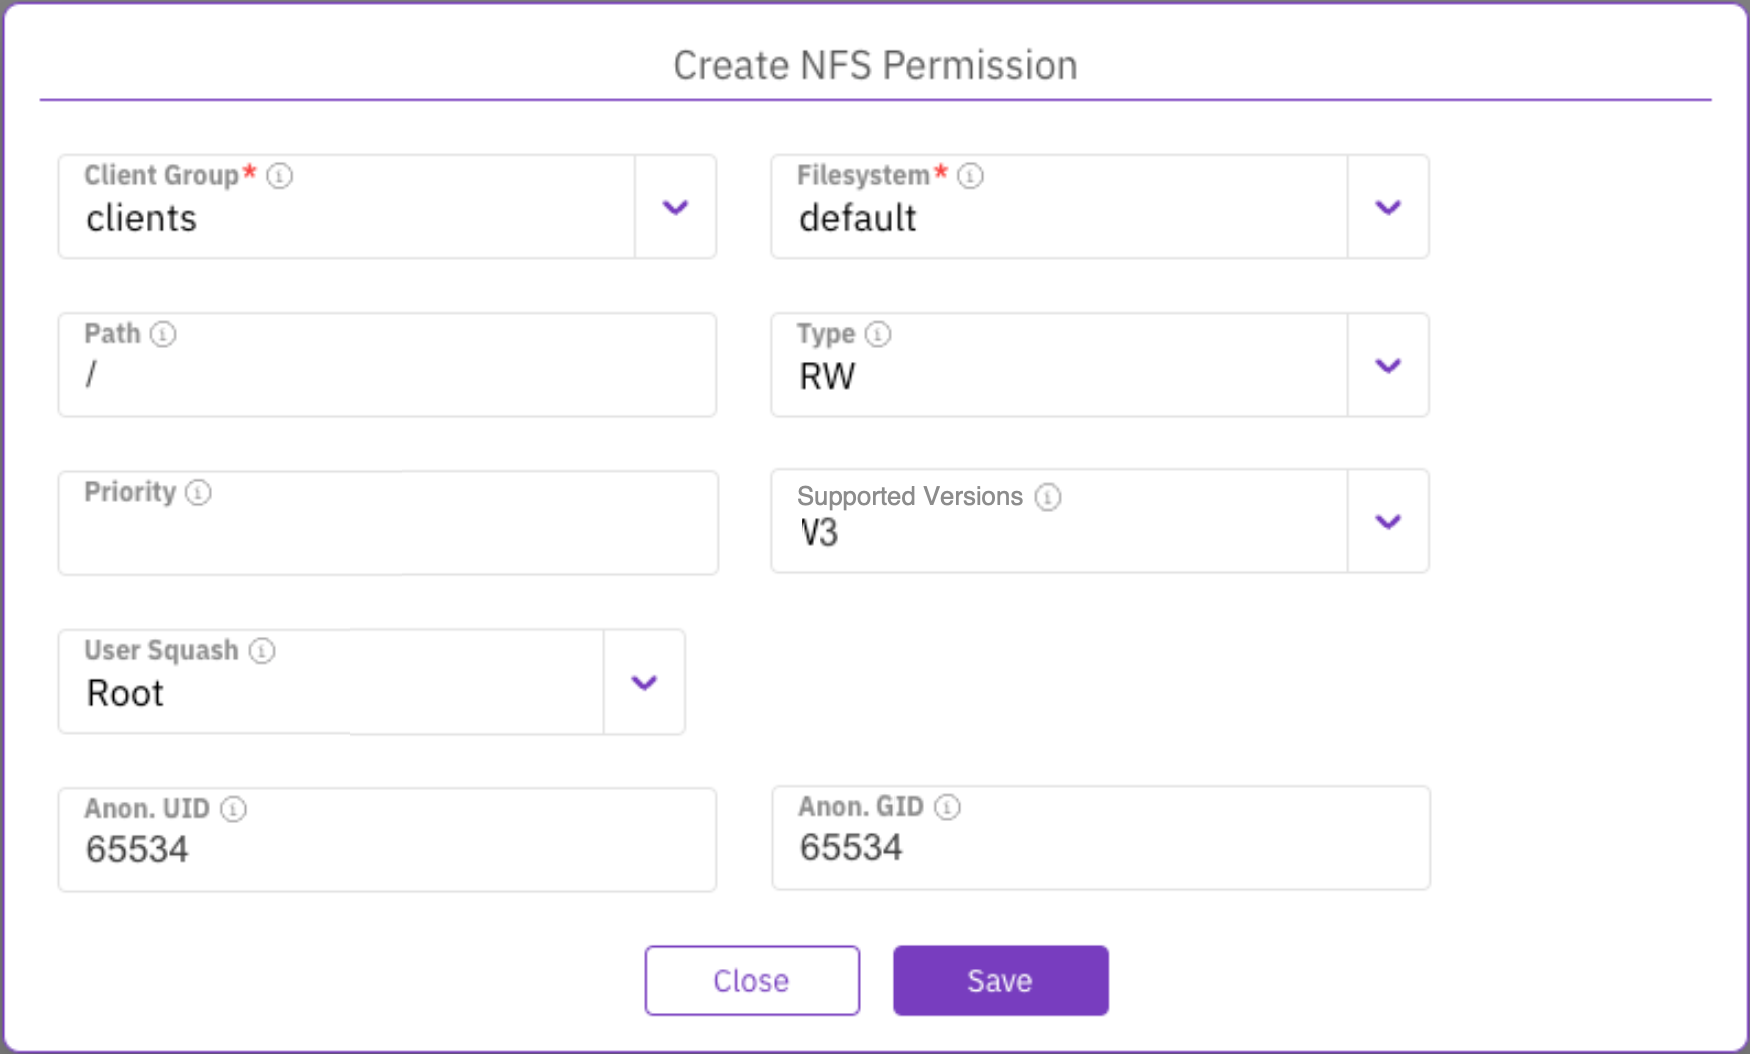 Create NFS Permission
Client Group*
clients
Filesystem*
default
Path
/
Type
RW
Priority
Supported Versions
V3
User Squash
Root
Anon. UID
65534
Anon. GID
65534
Close
Save